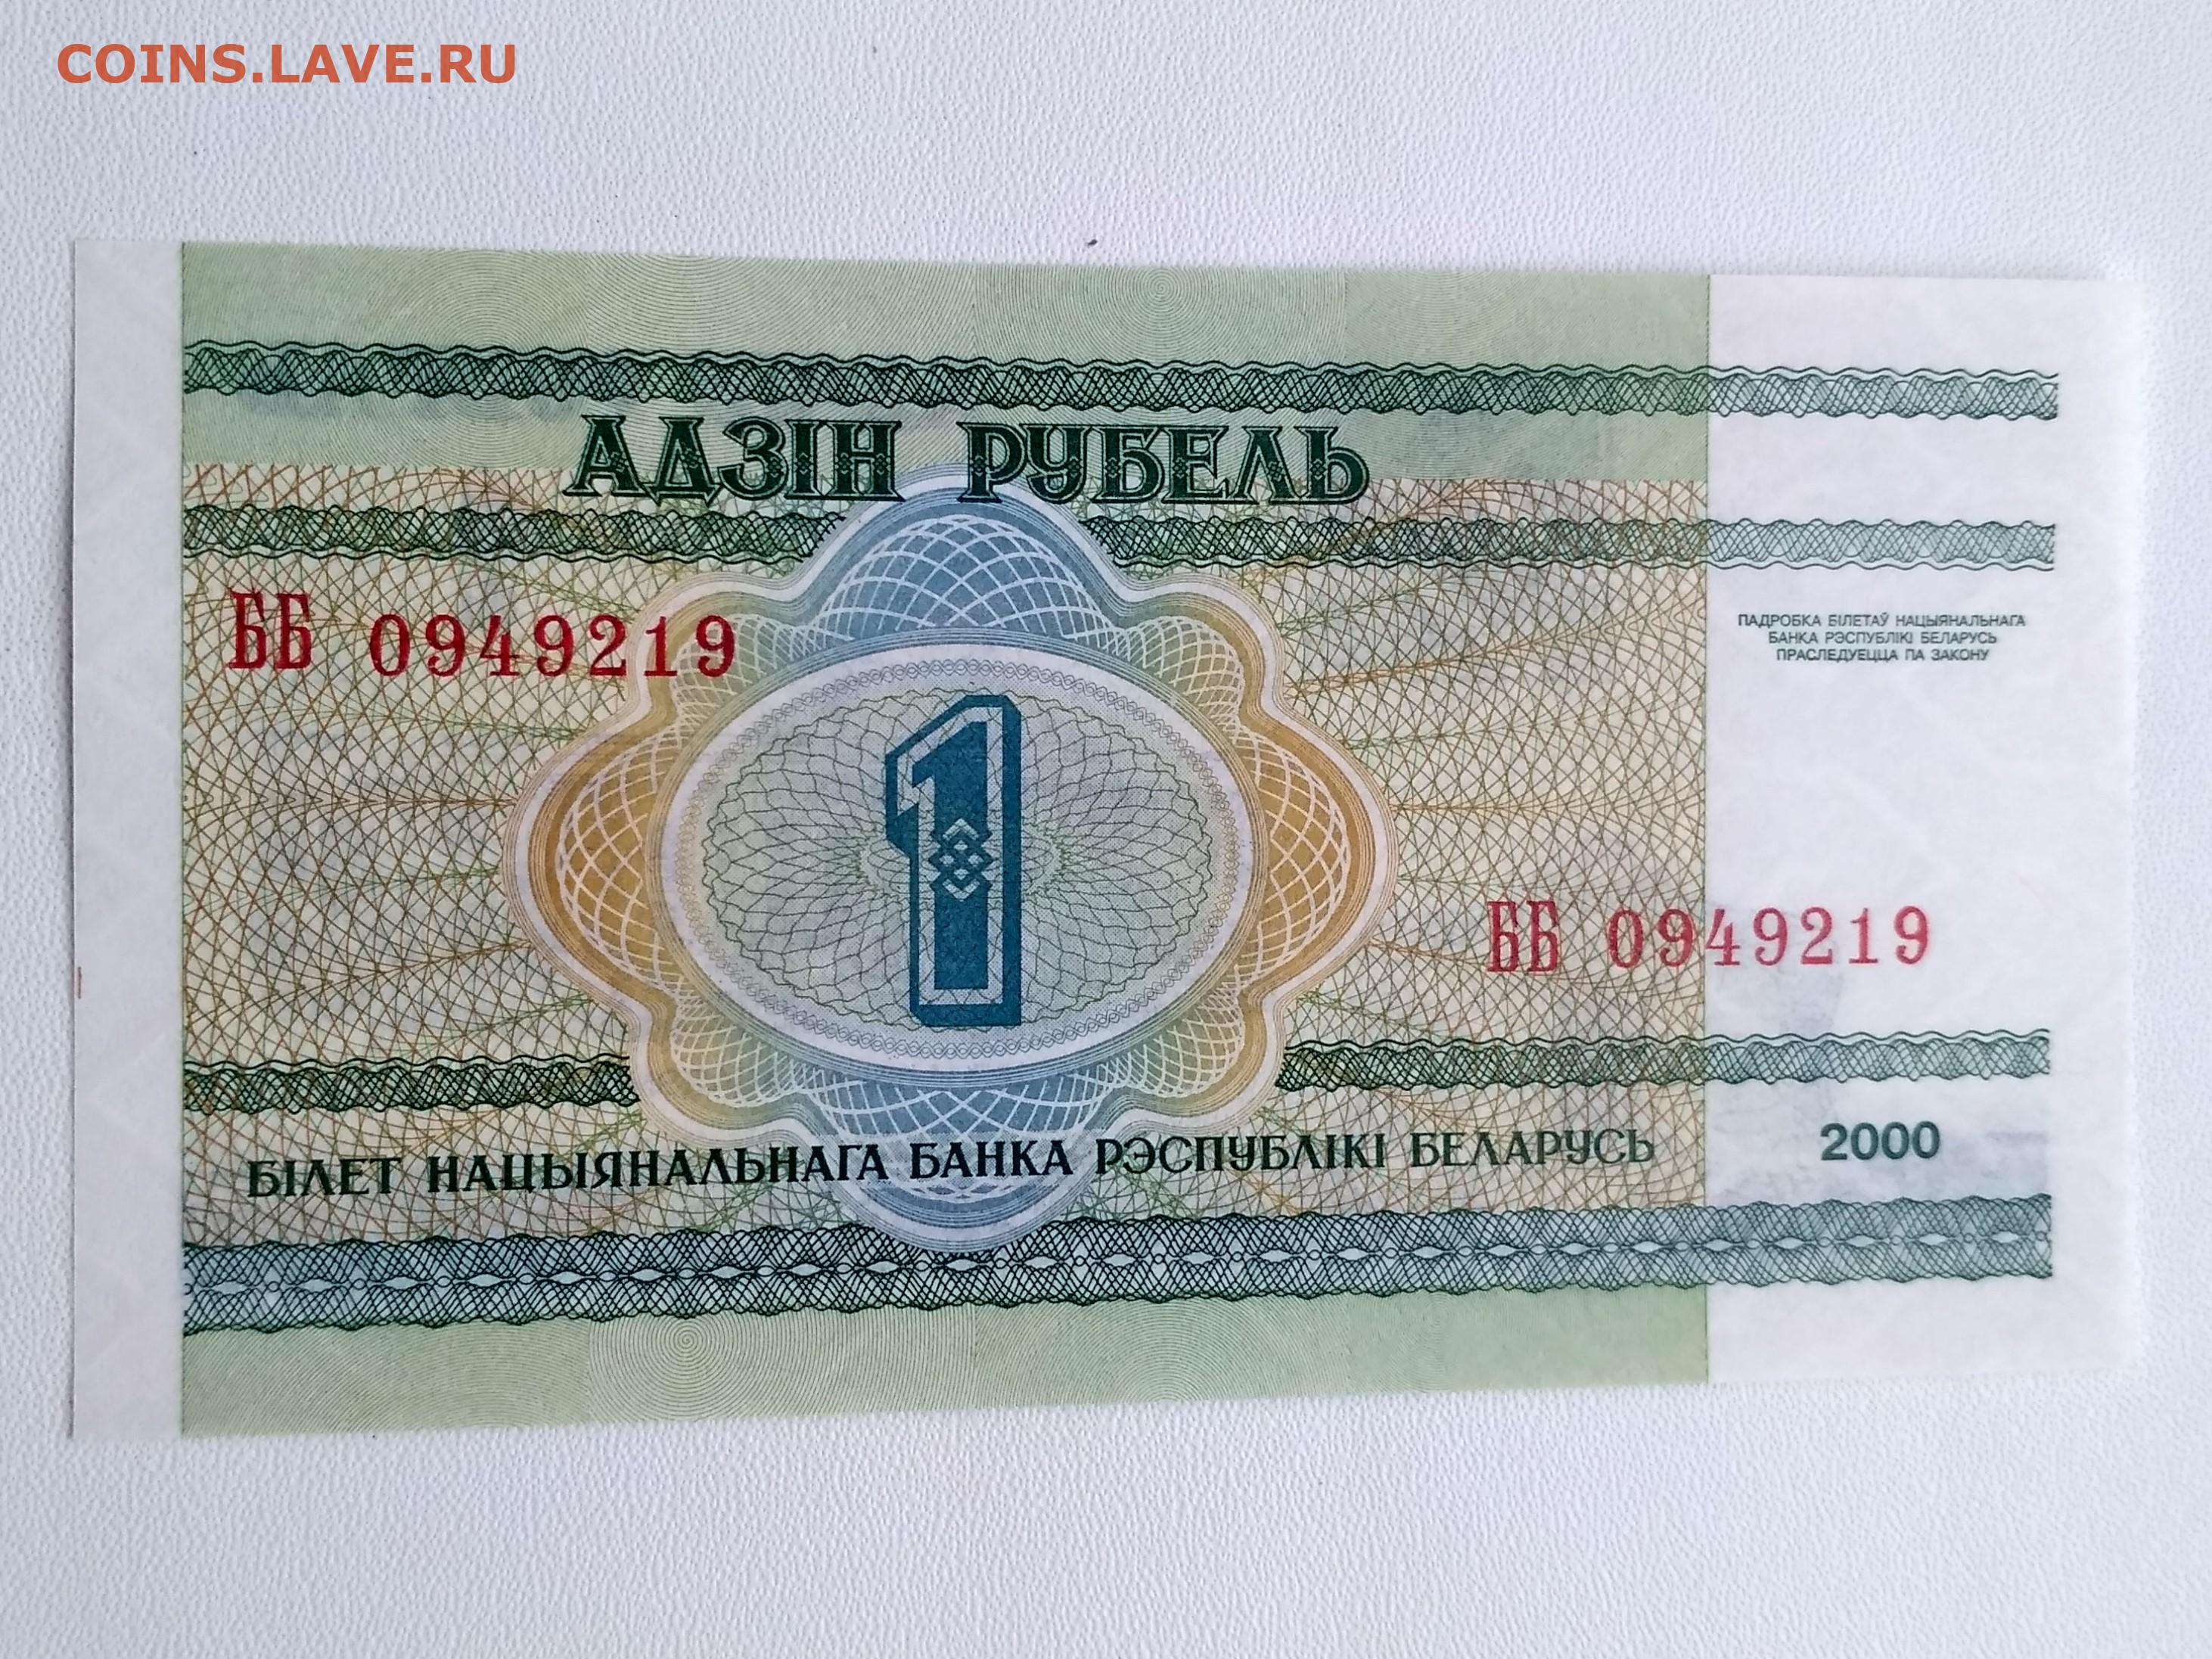 COINS.LAVE.RU
АДЗІН РУБЕЛЬ
ББ 0949219
ПАДРОБКА БІЛЕТАЎ НАЦЫЯНАЛЬНАГА
БАНКА РЭСПУБЛІКІ БЕЛАРУСЬ
ПРАСЛЕДУЕЦЦА ПА ЗАКОНУ
1
ББ 0949219
БІЛЕТ НАЦЫЯНАЛЬНАГА БАНКА РЭСПУБЛІКІ БЕЛАРУСЬ
2000